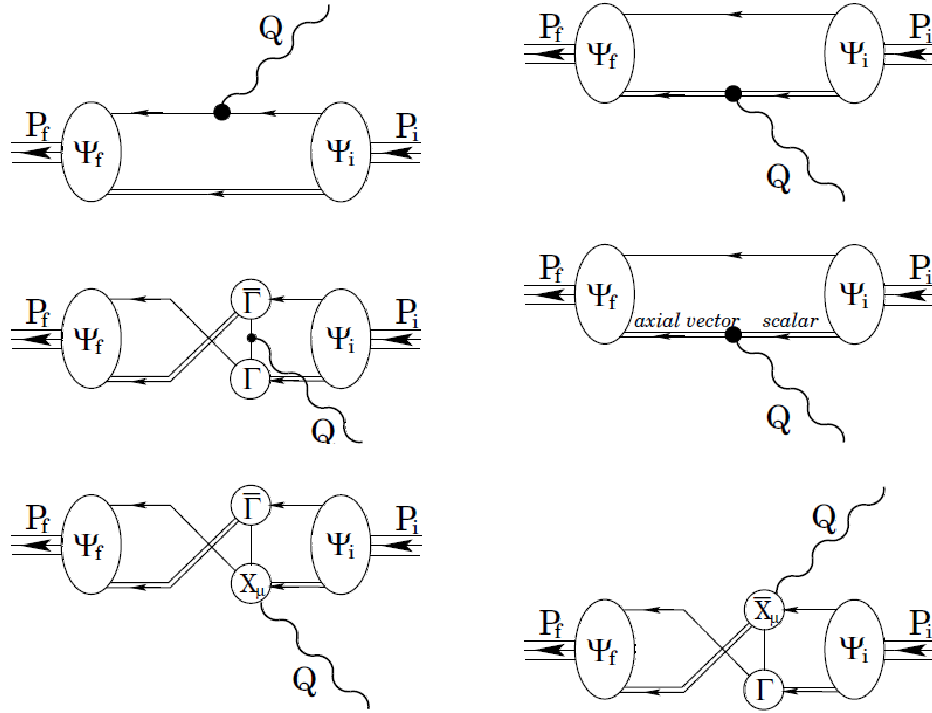 Q
P_f Ψ_f Ψ_i P_i
P_f Ψ_f Ψ_i P_i
Q
P_f Ψ_f Γ̅ Ψ_i P_i
Γ
Q
P_f Ψ_f Ψ_i P_i
axial vector scalar
Q
P_f Ψ_f Γ̅ Ψ_i P_i
X_μ
Q
Q
P_f Ψ_f X̅_μ Ψ_i P_i
Γ